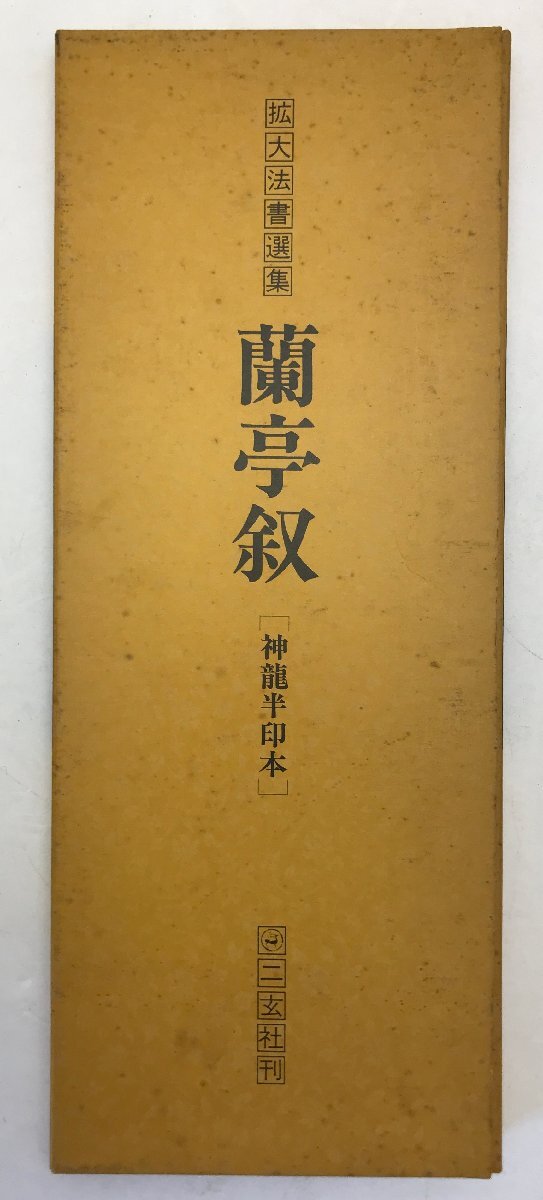 拡大法書選集
蘭亭叙
[神龍半印本]
二玄社刊